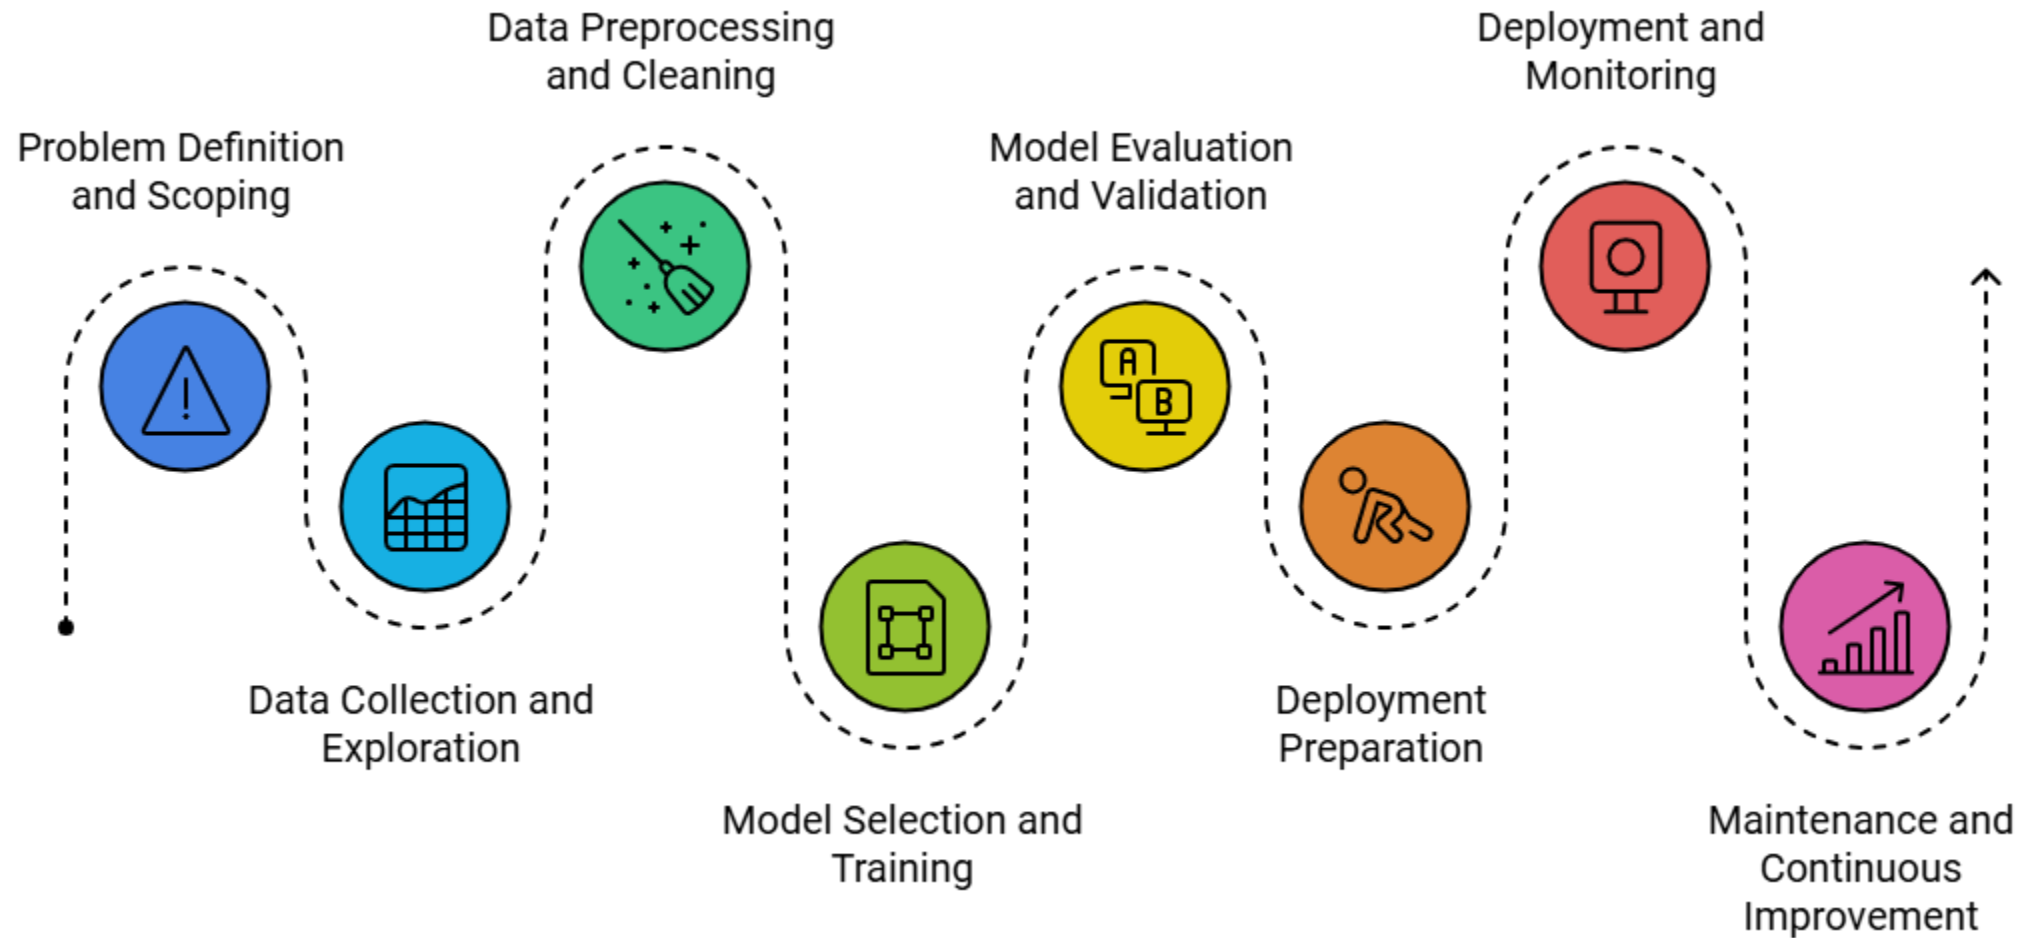 Problem Definition
and Scoping
Data Collection and
Exploration
Data Preprocessing
and Cleaning
Model Selection and
Training
Model Evaluation
and Validation
A
B
Deployment
Preparation
Deployment and
Monitoring
Maintenance and
Continuous
Improvement